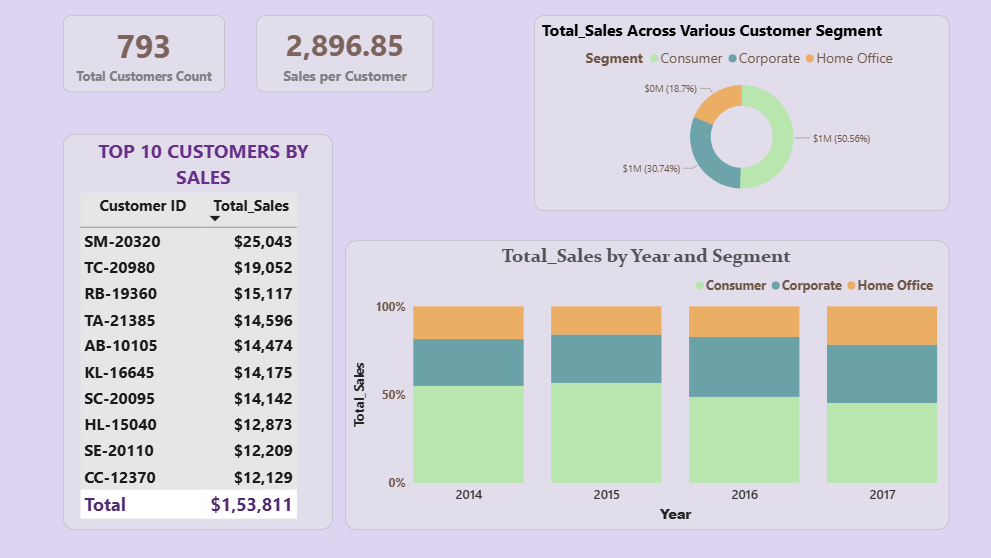 793
Total Customers Count
2,896.85
Sales per Customer
Total_Sales Across Various Customer Segment
Segment Consumer Corporate Home Office
$0M (18.7%)
$1M (50.56%)
$1M (30.74%)
TOP 10 CUSTOMERS BY
SALES
Customer ID Total_Sales
SM-20320 $25,043
TC-20980 $19,052
RB-19360 $15,117
TA-21385 $14,596
AB-10105 $14,474
KL-16645 $14,175
SC-20095 $14,142
HL-15040 $12,873
SE-20110 $12,209
CC-12370 $12,129
Total $1,53,811
Total_Sales by Year and Segment
Consumer Corporate Home Office
100%
50%
0%
Total_Sales
2014 2015 2016 2017
Year